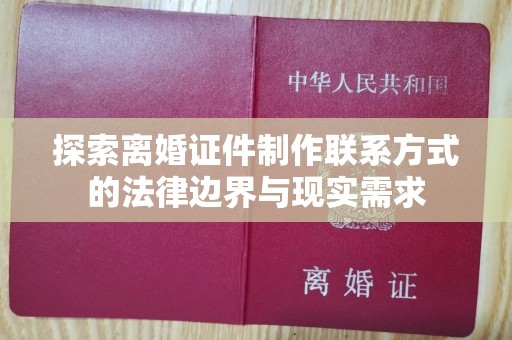 中华人民共和国
探索离婚证件制作联系方式
的法律边界与现实需求
离婚证